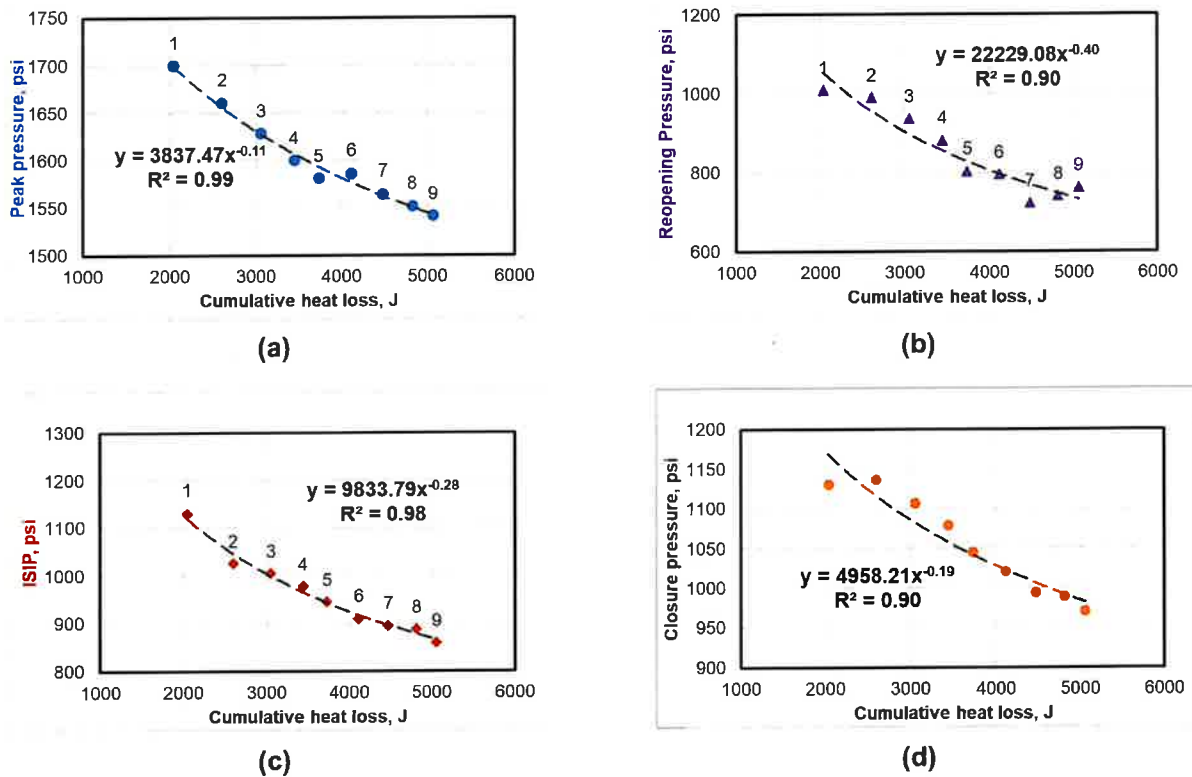 1750
1700
1650
1600
1550
1500
Peak pressure, psi
1
2
3
4
5
6
7
8
9
y = 3837.47x-0.11
R² = 0.99
1000 2000 3000 4000 5000 6000
Cumulative heat loss, J
(a)
1200
1000
800
600
Reopening Pressure, psi
y = 22229.08x-0.40
R² = 0.90
1
2
3
4
5
6
7
8
9
1000 2000 3000 4000 5000 6000
Cumulative heat loss, J
(b)
1300
1200
1100
1000
900
800
ISIP, psi
y = 9833.79x-0.28
R² = 0.98
1
2
3
4
5
6
7
8
9
1000 2000 3000 4000 5000 6000
Cumulative heat loss, J
(c)
1200
1150
1100
1050
1000
950
900
Closure pressure, psi
y = 4958.21x-0.19
R² = 0.90
1000 2000 3000 4000 5000 6000
Cumulative heat loss, J
(d)